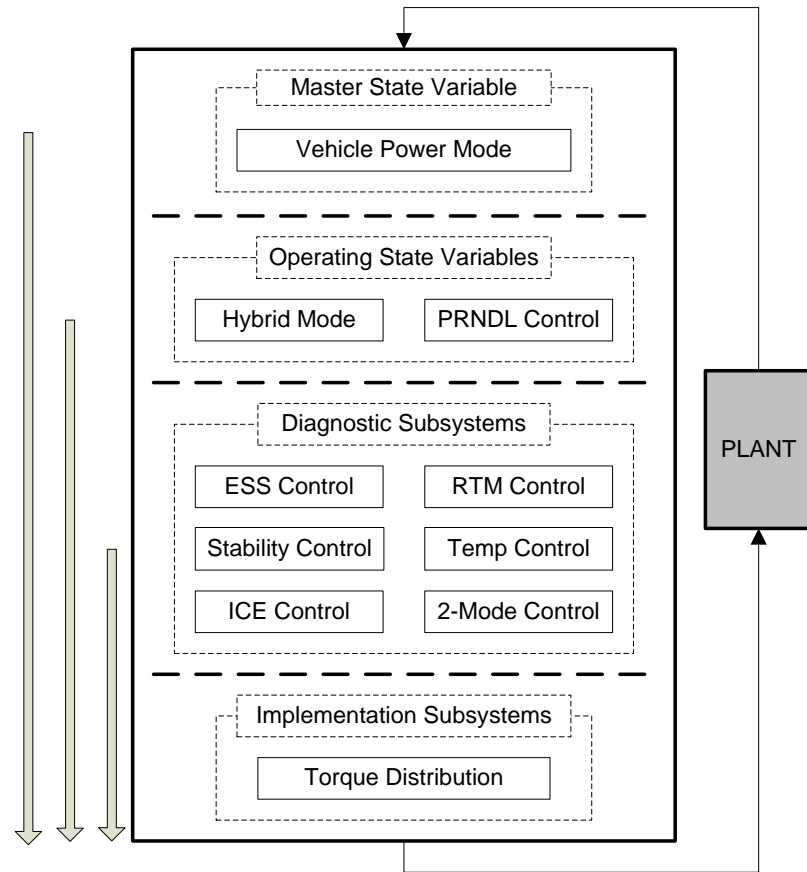 Master State Variable
Vehicle Power Mode
Operating State Variables
Hybrid Mode
PRNDL Control
Diagnostic Subsystems
ESS Control
RTM Control
Stability Control
Temp Control
ICE Control
2-Mode Control
Implementation Subsystems
Torque Distribution
PLANT